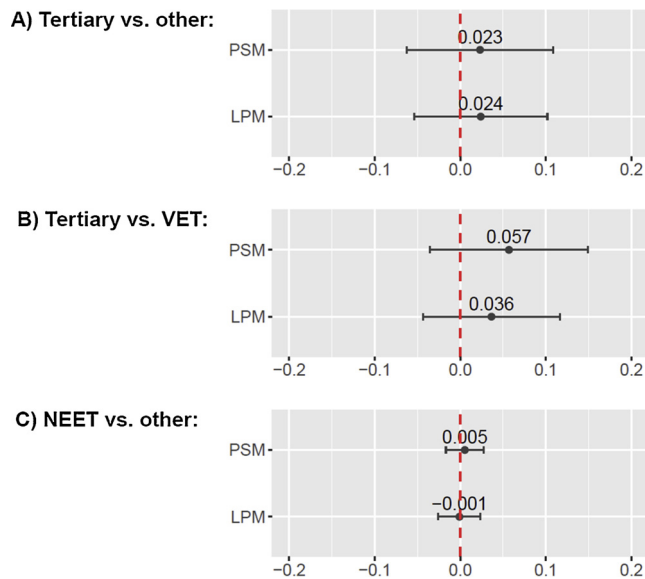 A) Tertiary vs. other:
PSM
0.023
LPM
0.024
−0.2 −0.1 0.0 0.1 0.2
B) Tertiary vs. VET:
PSM
0.057
LPM
0.036
−0.2 −0.1 0.0 0.1 0.2
C) NEET vs. other:
PSM
0.005
LPM
−0.001
−0.2 −0.1 0.0 0.1 0.2